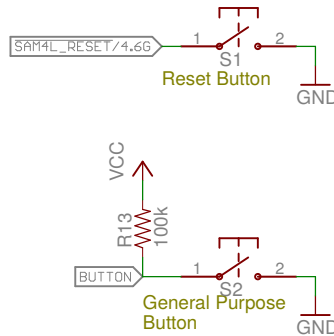 SAM4L_RESET/4.6G
1
2
S1
Reset Button
GND
VCC
R13
100k
BUTTON
1
2
S2
General Purpose
Button
GND